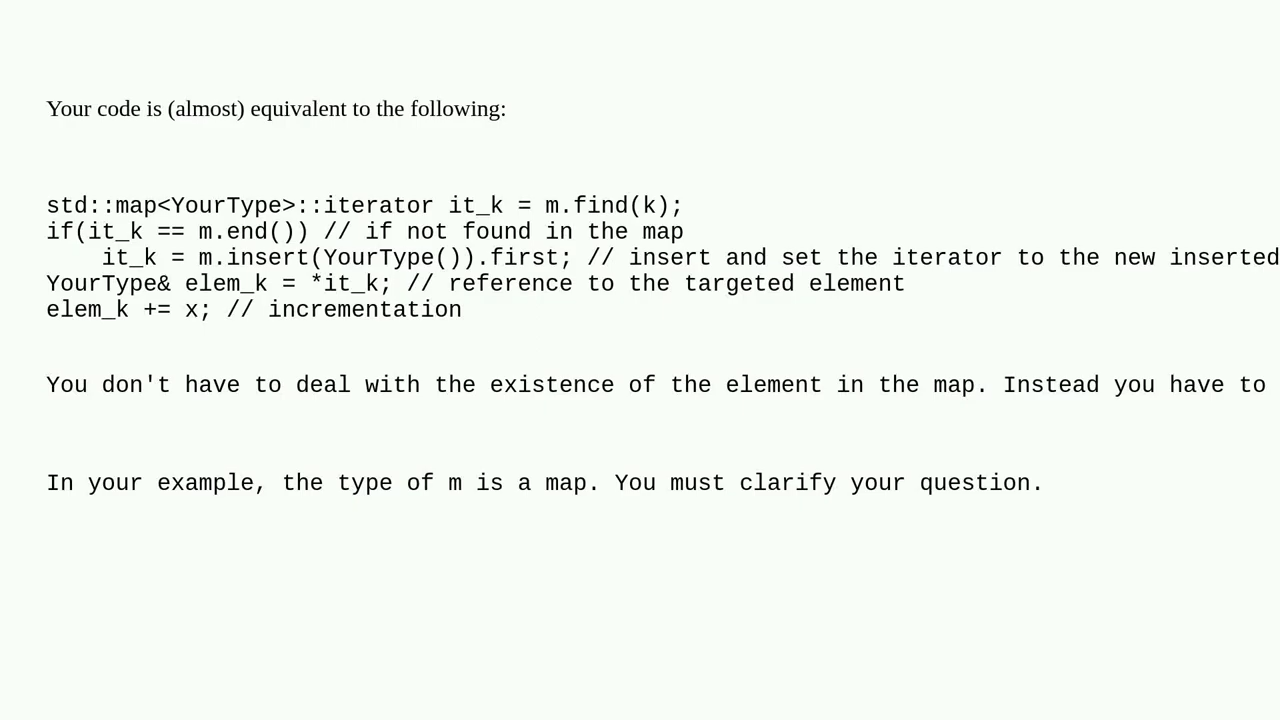 Your code is (almost) equivalent to the following:
std::map<YourType>::iterator it_k = m.find(k);
if(it_k == m.end()) // if not found in the map
    it_k = m.insert(YourType()).first; // insert and set the iterator to the new inserted
YourType& elem_k = *it_k; // reference to the targeted element
elem_k += x; // incrementation
You don't have to deal with the existence of the element in the map. Instead you have to
In your example, the type of m is a map. You must clarify your question.